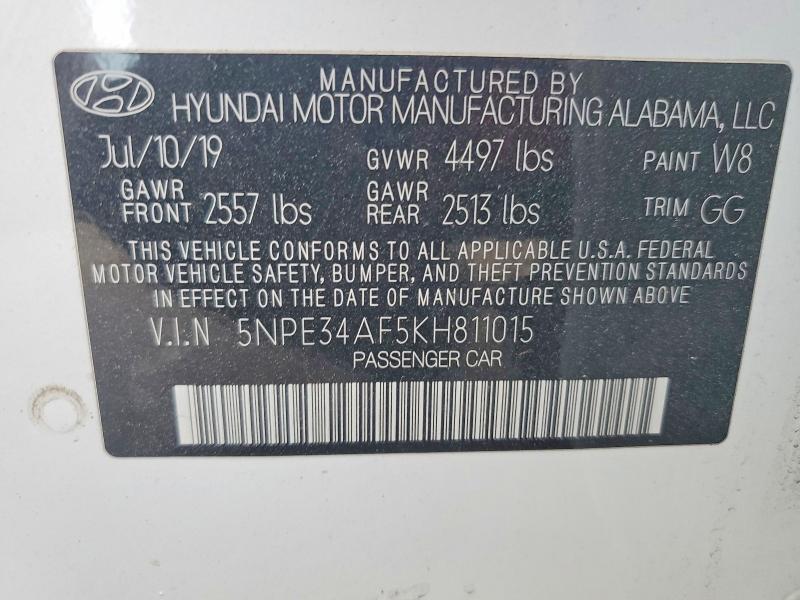 MANUFACTURED BY
HYUNDAI MOTOR MANUFACTURING ALABAMA, LLC
Jul/10/19 GVWR 4497 lbs PAINT W8
GAWR FRONT 2557 lbs GAWR REAR 2513 lbs TRIM GG
THIS VEHICLE CONFORMS TO ALL APPLICABLE U.S.A. FEDERAL
MOTOR VEHICLE SAFETY, BUMPER, AND THEFT PREVENTION STANDARDS
IN EFFECT ON THE DATE OF MANUFACTURE SHOWN ABOVE
V.I.N 5NPE34AF5KH811015
PASSENGER CAR